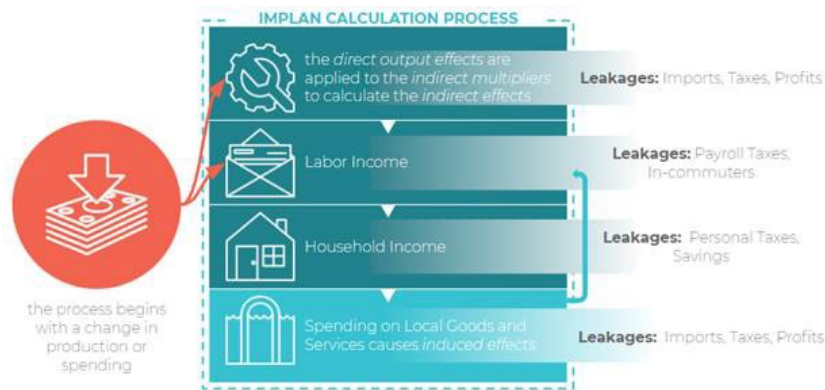 IMPLAN CALCULATION PROCESS
the direct output effects are
applied to the indirect multipliers
to calculate the indirect effects
Leakages: Imports, Taxes, Profits
Labor Income
Leakages: Payroll Taxes,
In-commuters
Household Income
Leakages: Personal Taxes,
Savings
the process begins
with a change in
production or
spending
Spending on Local Goods and
Services causes induced effects
Leakages: Imports, Taxes, Profits